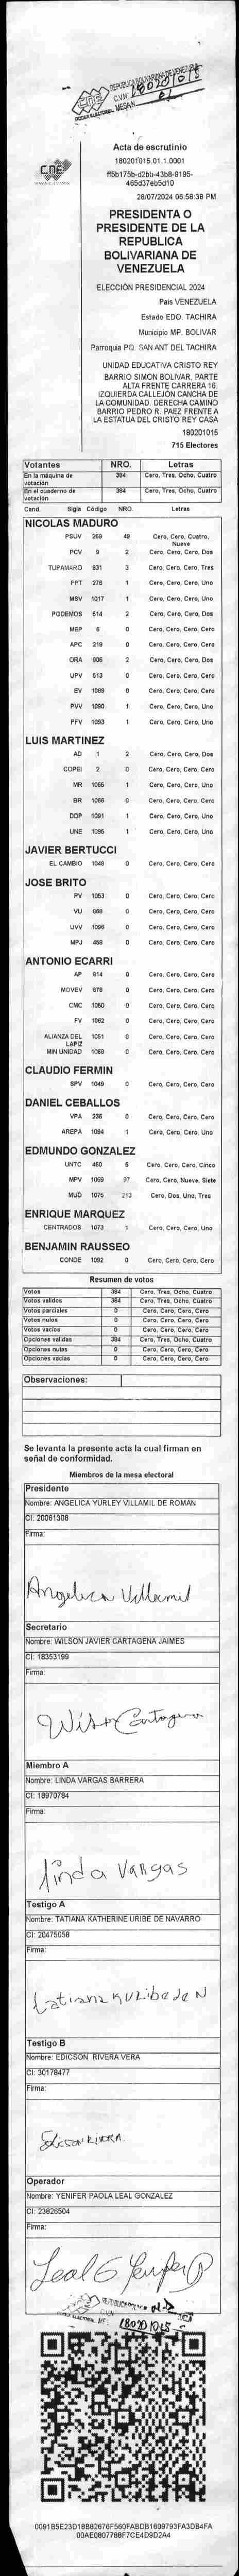 REPUBLICA BOLIVARIANA DE VENEZUELA
180201015
CVN 01
CNE
PODER ELECTORAL
CNE
Acta de escrutinio
180201015.01.1.0001
ff5b175b-d2bb-43b8-9195-
465d37eb5d10
28/07/2024 06:58:38 PM
PRESIDENTA O
PRESIDENTE DE LA
REPUBLICA
BOLIVARIANA DE
VENEZUELA
ELECCIÓN PRESIDENCIAL 2024
Pais VENEZUELA
Estado EDO. TACHIRA
Municipio MP. BOLIVAR
Parroquia PQ. SAN ANT DEL TACHIRA
UNIDAD EDUCATIVA CRISTO REY
BARRIO SIMÓN BOLIVAR. PARTE
ALTA FRENTE CARRERA 16.
IZQUIERDA CALLEJÓN CANCHA DE
LA COMUNIDAD. DERECHA CAMINO
BARRIO PEDRO R. PAEZ FRENTE A
LA ESTATUA DEL CRISTO REY CASA
180201015
715 Electores
Votantes NRO. Letras
En la máquina de votación 384 Cero, Tres, Ocho, Cuatro
En el cuaderno de votación 384 Cero, Tres, Ocho, Cuatro
Cand. Sigla Código NRO. Letras
NICOLAS MADURO
PSUV 269 49 Cero, Cero, Cuatro, Nueve
PCV 9 2 Cero, Cero, Cero, Dos
TUPAMARO 931 3 Cero, Cero, Cero, Tres
PPT 276 1 Cero, Cero, Cero, Uno
MSV 1017 1 Cero, Cero, Cero, Uno
PODEMOS 514 2 Cero, Cero, Cero, Dos
MEP 6 0 Cero, Cero, Cero, Cero
APC 219 0 Cero, Cero, Cero, Cero
ORA 906 2 Cero, Cero, Cero, Dos
UPV 513 0 Cero, Cero, Cero, Cero
EV 1089 0 Cero, Cero, Cero, Cero
PVV 1090 1 Cero, Cero, Cero, Uno
PFV 1093 1 Cero, Cero, Cero, Uno
LUIS MARTINEZ
AD 1 2 Cero, Cero, Cero, Dos
COPEI 2 0 Cero, Cero, Cero, Cero
MR 1065 1 Cero, Cero, Cero, Uno
BR 1066 0 Cero, Cero, Cero, Cero
DDP 1091 1 Cero, Cero, Cero, Uno
UNE 1095 1 Cero, Cero, Cero, Uno
JAVIER BERTUCCI
EL CAMBIO 1048 0 Cero, Cero, Cero, Cero
JOSE BRITO
PV 1053 0 Cero, Cero, Cero, Cero
VU 868 0 Cero, Cero, Cero, Cero
UVV 1096 0 Cero, Cero, Cero, Cero
MPJ 458 0 Cero, Cero, Cero, Cero
ANTONIO ECARRI
AP 814 0 Cero, Cero, Cero, Cero
MOVEV 978 0 Cero, Cero, Cero, Cero
CMC 1050 0 Cero, Cero, Cero, Cero
FV 1062 0 Cero, Cero, Cero, Cero
ALIANZA DEL LAPIZ 1051 0 Cero, Cero, Cero, Cero
MIN UNIDAD 1068 0 Cero, Cero, Cero, Cero
CLAUDIO FERMIN
SPV 1049 0 Cero, Cero, Cero, Cero
DANIEL CEBALLOS
VPA 236 0 Cero, Cero, Cero, Cero
AREPA 1094 1 Cero, Cero, Cero, Uno
EDMUNDO GONZALEZ
UNTC 480 5 Cero, Cero, Cero, Cinco
MPV 1069 97 Cero, Cero, Nueve, Siete
MUD 1075 213 Cero, Dos, Uno, Tres
ENRIQUE MARQUEZ
CENTRADOS 1073 1 Cero, Cero, Cero, Uno
BENJAMIN RAUSSEO
CONDE 1092 0 Cero, Cero, Cero, Cero
Resumen de votos
Votos 384 Cero, Tres, Ocho, Cuatro
Votos validos 384 Cero, Tres, Ocho, Cuatro
Votos parciales 0 Cero, Cero, Cero, Cero
Votos nulos 0 Cero, Cero, Cero, Cero
Votos vacios 0 Cero, Cero, Cero, Cero
Opciones validas 384 Cero, Tres, Ocho, Cuatro
Opciones nulas 0 Cero, Cero, Cero, Cero
Opciones vacias 0 Cero, Cero, Cero, Cero
Observaciones:
Se levanta la presente acta la cual firman en
señal de conformidad.
Miembros de la mesa electoral
Presidente
Nombre: ANGELICA YURLEY VILLAMIL DE ROMAN
CI: 20061308
Firma:
Angelica Villamil
Secretario
Nombre: WILSON JAVIER CARTAGENA JAIMES
CI: 18353199
Firma:
Wilson Cartagena
Miembro A
Nombre: LINDA VARGAS BARRERA
CI: 18970784
Firma:
Linda Vargas
Testigo A
Nombre: TATIANA KATHERINE URIBE DE NAVARRO
CI: 20475058
Firma:
Tatiana K Uribe de N
Testigo B
Nombre: EDICSON RIVERA VERA
CI: 30178477
Firma:
Edicson Rivera
Operador
Nombre: YENIFER PAOLA LEAL GONZALEZ
CI: 23826504
Firma:
Leal G Yenifer P
180201015
0091B5E23D18B82676F560FABDB1609793FA3DB4FA
00AE0807788F7CE4D9D2A4